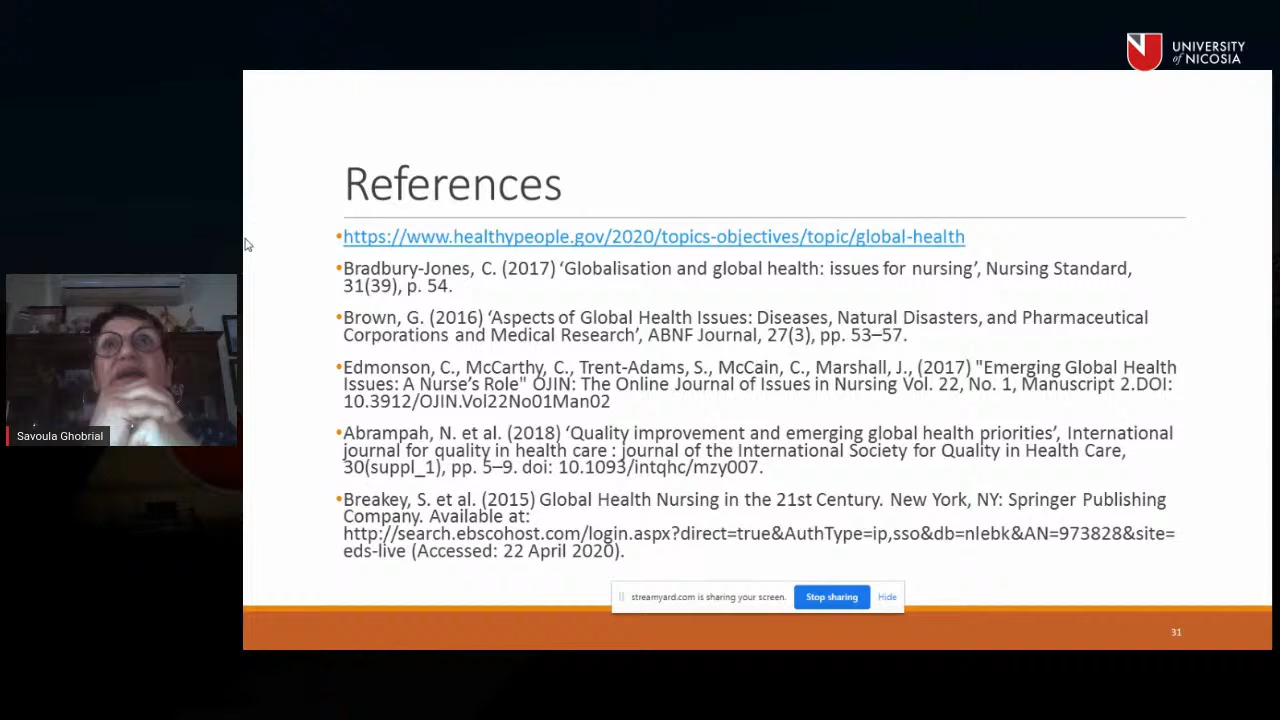 UNIVERSITY
of NICOSIA
References
•https://www.healthypeople.gov/2020/topics-objectives/topic/global-health
•Bradbury-Jones, C. (2017) ‘Globalisation and global health: issues for nursing’, Nursing Standard,
31(39), p. 54.
•Brown, G. (2016) ‘Aspects of Global Health Issues: Diseases, Natural Disasters, and Pharmaceutical
Corporations and Medical Research’, ABNF Journal, 27(3), pp. 53–57.
•Edmonson, C., McCarthy, C., Trent-Adams, S., McCain, C., Marshall, J., (2017) "Emerging Global Health
Issues: A Nurse’s Role" OJIN: The Online Journal of Issues in Nursing Vol. 22, No. 1, Manuscript 2.DOI:
10.3912/OJIN.Vol22No01Man02
•Abrampah, N. et al. (2018) ‘Quality improvement and emerging global health priorities’, International
journal for quality in health care : journal of the International Society for Quality in Health Care,
30(suppl_1), pp. 5–9. doi: 10.1093/intqhc/mzy007.
•Breakey, S. et al. (2015) Global Health Nursing in the 21st Century. New York, NY: Springer Publishing
Company. Available at:
http://search.ebscohost.com/login.aspx?direct=true&AuthType=ip,sso&db=nlebk&AN=973828&site=
eds-live (Accessed: 22 April 2020).
Savoula Ghobrial
streamyard.com is sharing your screen. Stop sharing Hide
31